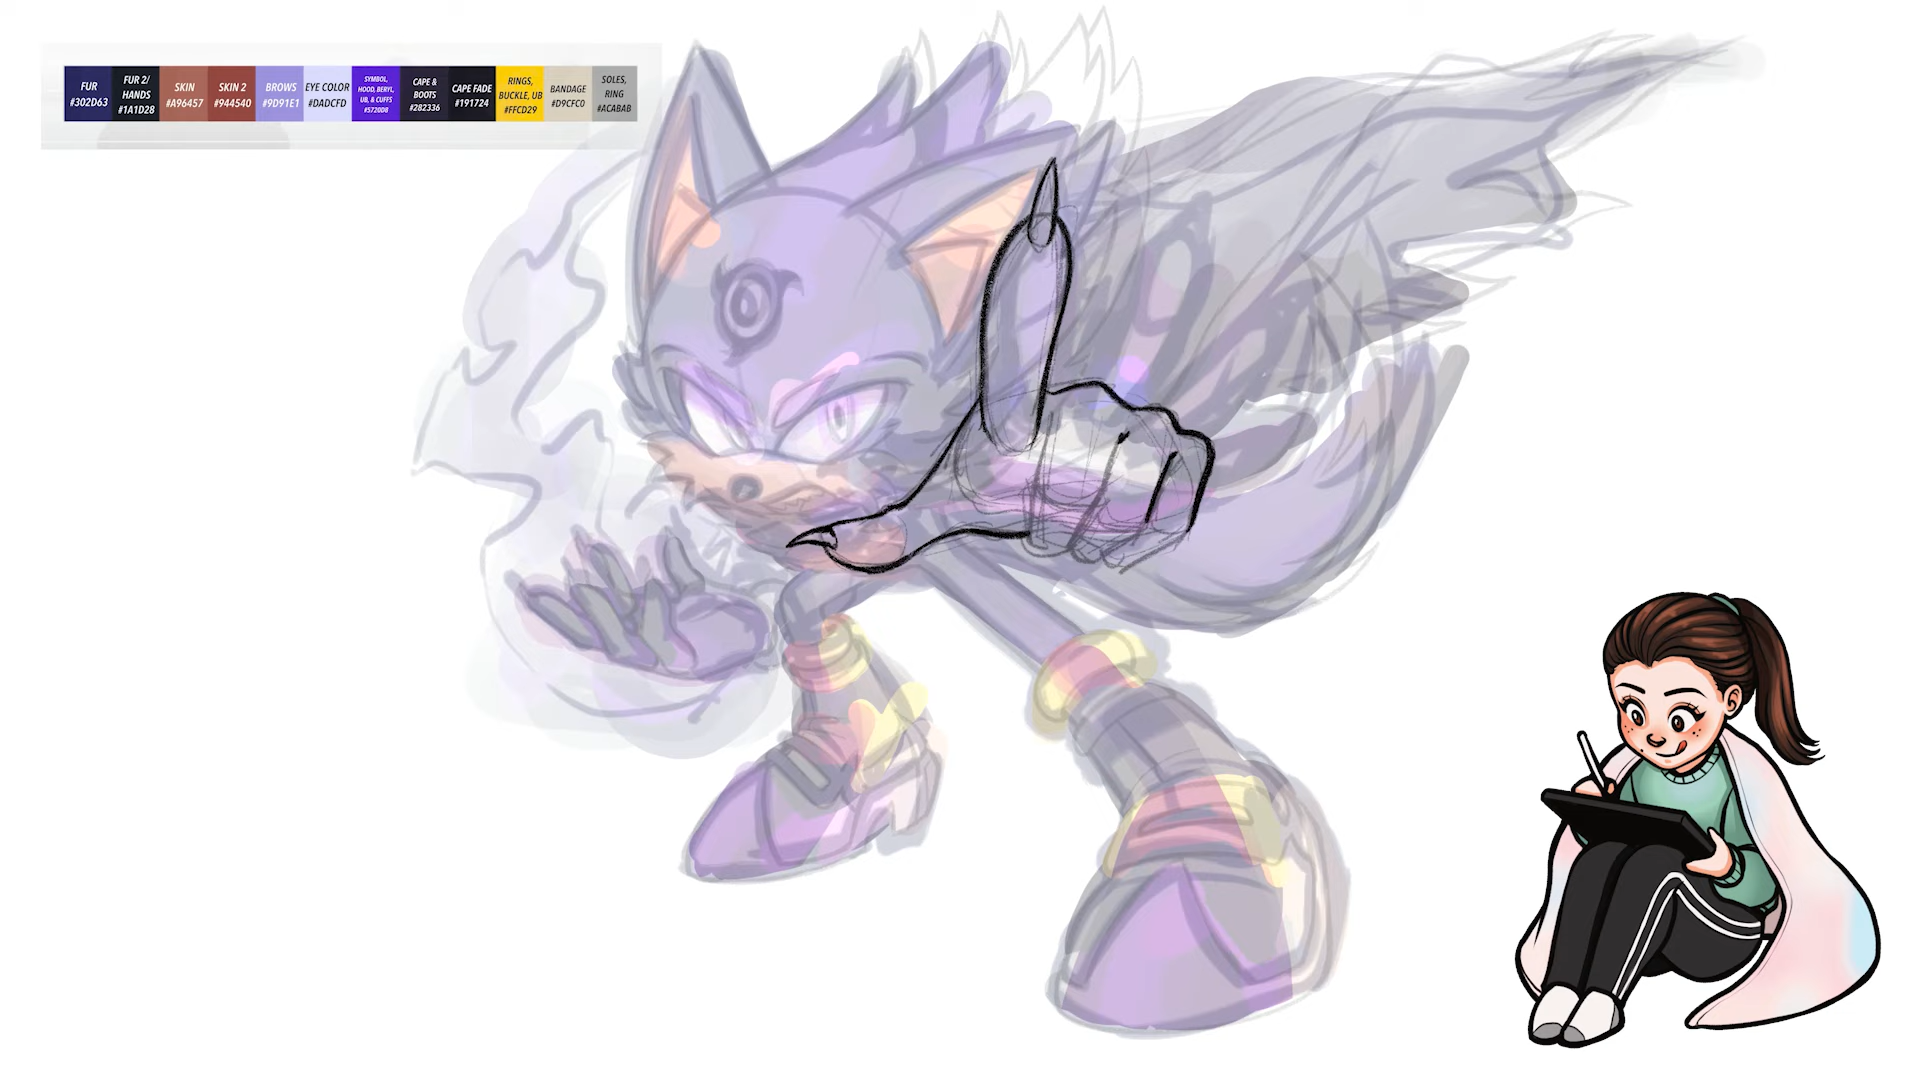 FUR
#302D63
FUR 2/
HANDS
#1A1D28
SKIN
#A96457
SKIN 2
#944540
BROWS
#9D91E1
EYE COLOR
#DADCFD
SYMBOL,
HOOD, BERYL,
UB, & CUFFS
#5720D8
CAPE &
BOOTS
#282336
CAPE FADE
#191724
RINGS,
BUCKLE, UB
#FFCD29
BANDAGE
#D9CFC0
SOLES,
RING
#ACABAB